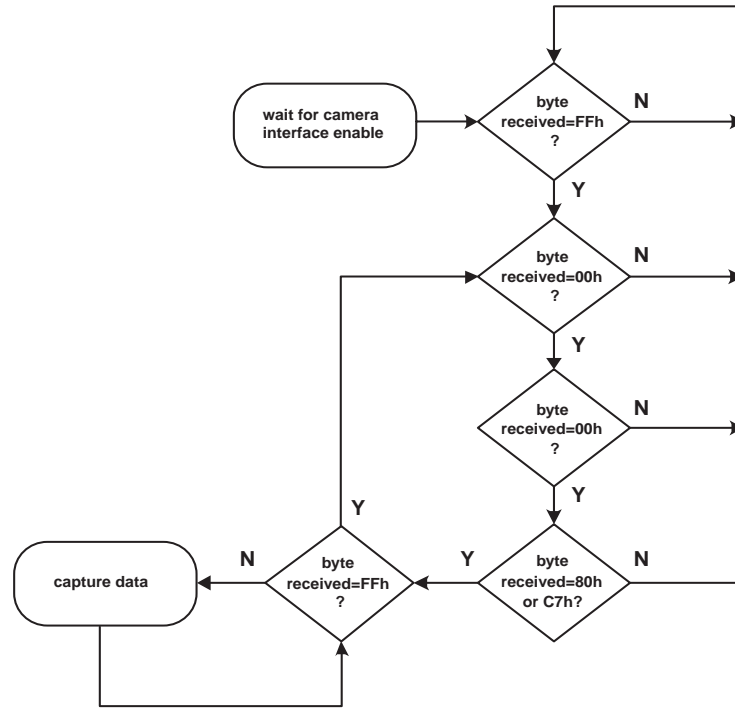 wait for camera
interface enable
byte
received=FFh
?
N
Y
byte
received=00h
?
N
Y
byte
received=00h
?
N
Y
byte
received=80h
or C7h?
N
Y
byte
received=FFh
?
Y
N
capture data